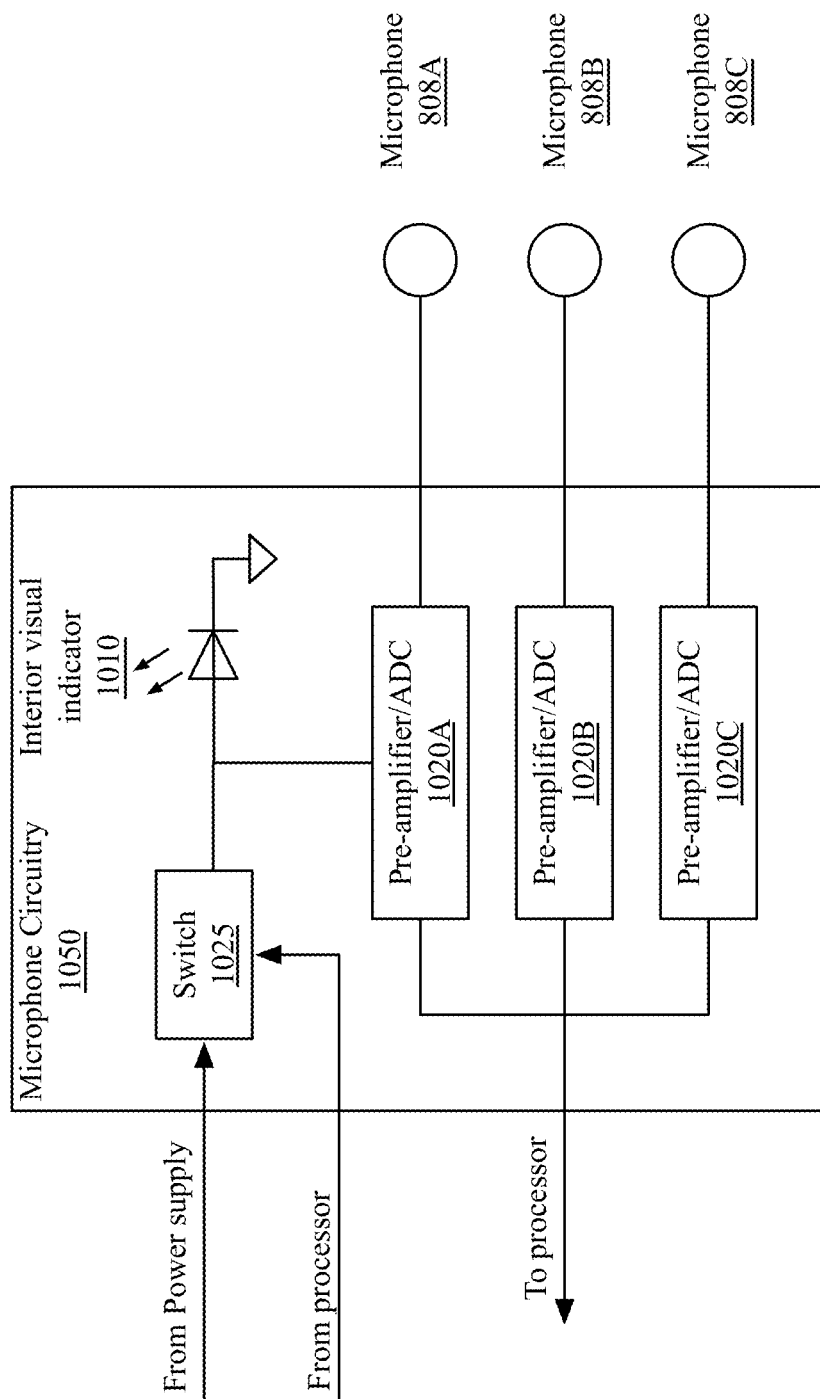 Microphone Circuitry
1050
Interior visual
indicator
1010
From Power supply
From processor
Switch
1025
Pre-amplifier/ADC
1020A
Microphone
808A
To processor
Pre-amplifier/ADC
1020B
Microphone
808B
Pre-amplifier/ADC
1020C
Microphone
808C